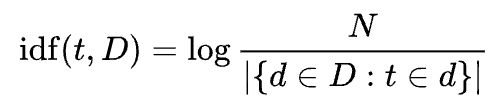 idf(t, D) = log N / |{d ∈ D : t ∈ d}|